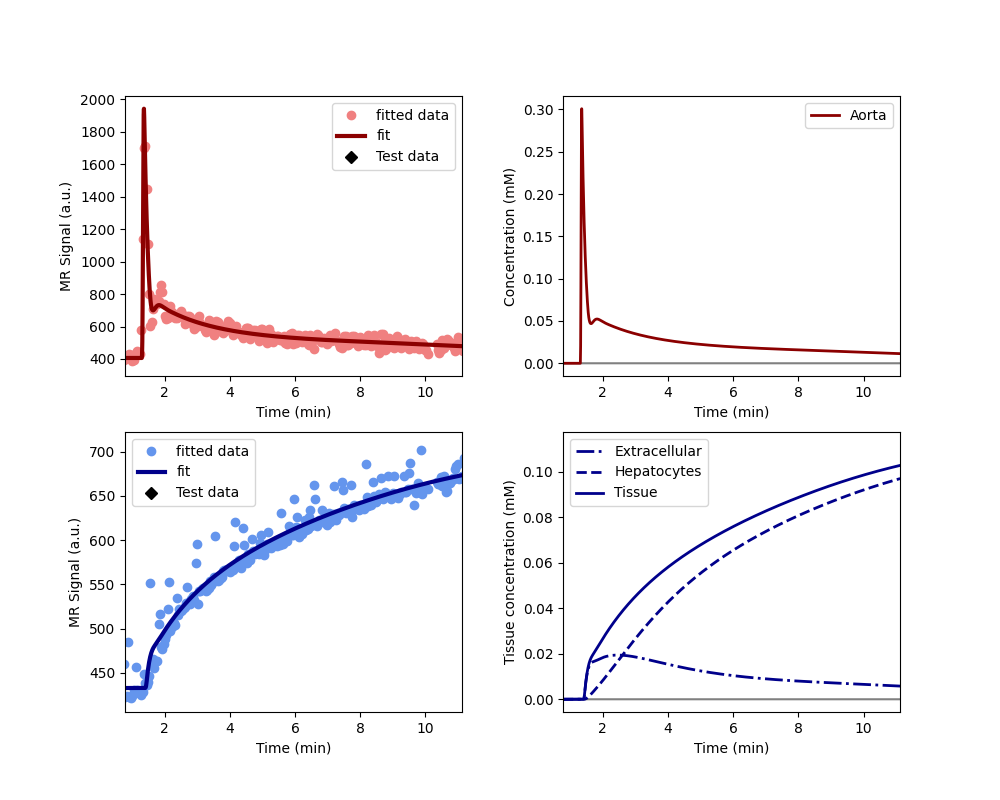 2000
1800
1600
1400
1200
1000
800
600
400
MR Signal (a.u.)
fitted data
fit
Test data
2 4 6 8 10
Time (min)
0.30
0.25
0.20
0.15
0.10
0.05
0.00
Concentration (mM)
Aorta
2 4 6 8 10
Time (min)
700
650
600
550
500
450
MR Signal (a.u.)
fitted data
fit
Test data
2 4 6 8 10
Time (min)
0.10
0.08
0.06
0.04
0.02
0.00
Tissue concentration (mM)
Extracellular
Hepatocytes
Tissue
2 4 6 8 10
Time (min)